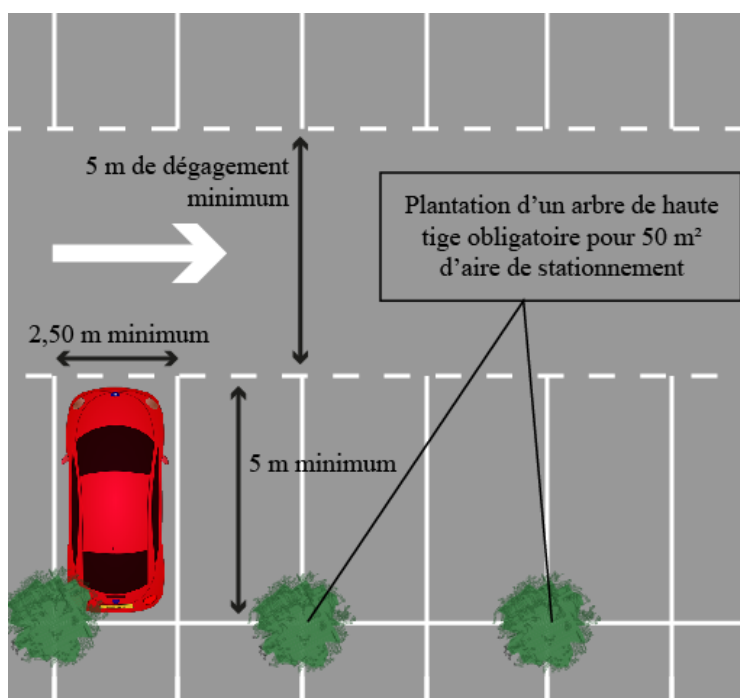 5 m de dégagement
minimum
Plantation d’un arbre de haute
tige obligatoire pour 50 m²
d’aire de stationnement
2,50 m minimum
5 m minimum